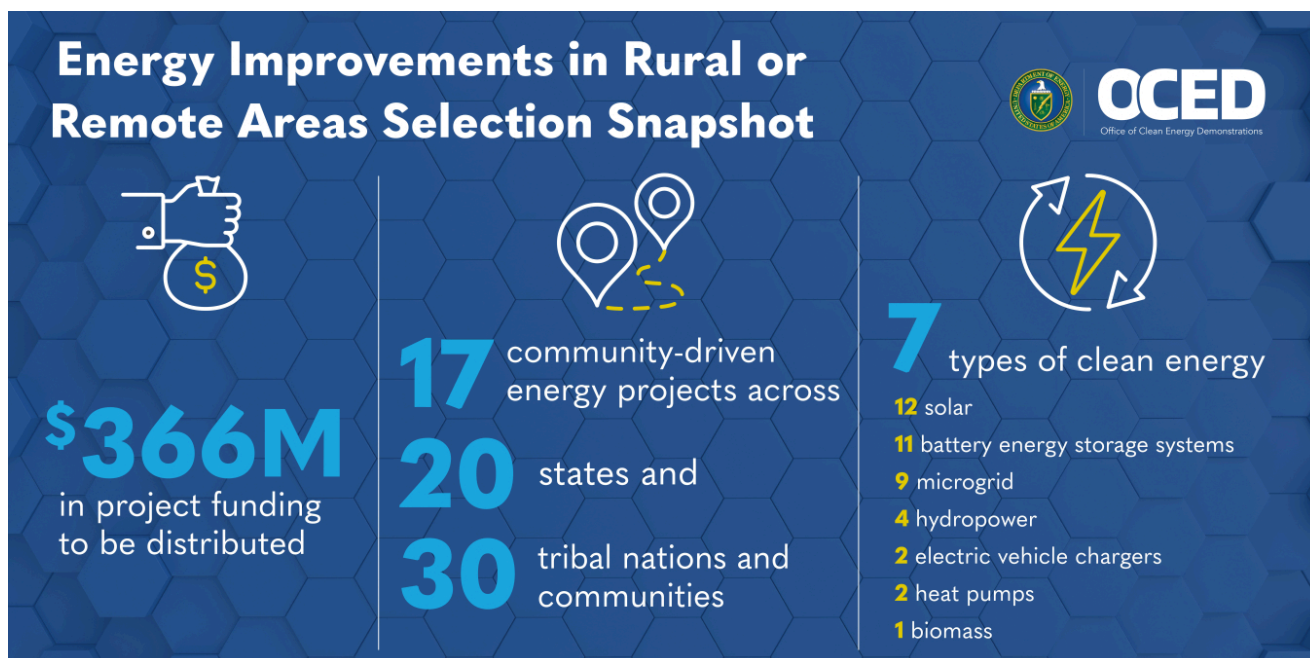 Energy Improvements in Rural or
Remote Areas Selection Snapshot
OCED
Office of Clean Energy Demonstrations
$
$366M
in project funding
to be distributed
17 community-driven
energy projects across
20 states and
30 tribal nations and
communities
7 types of clean energy
12 solar
11 battery energy storage systems
9 microgrid
4 hydropower
2 electric vehicle chargers
2 heat pumps
1 biomass